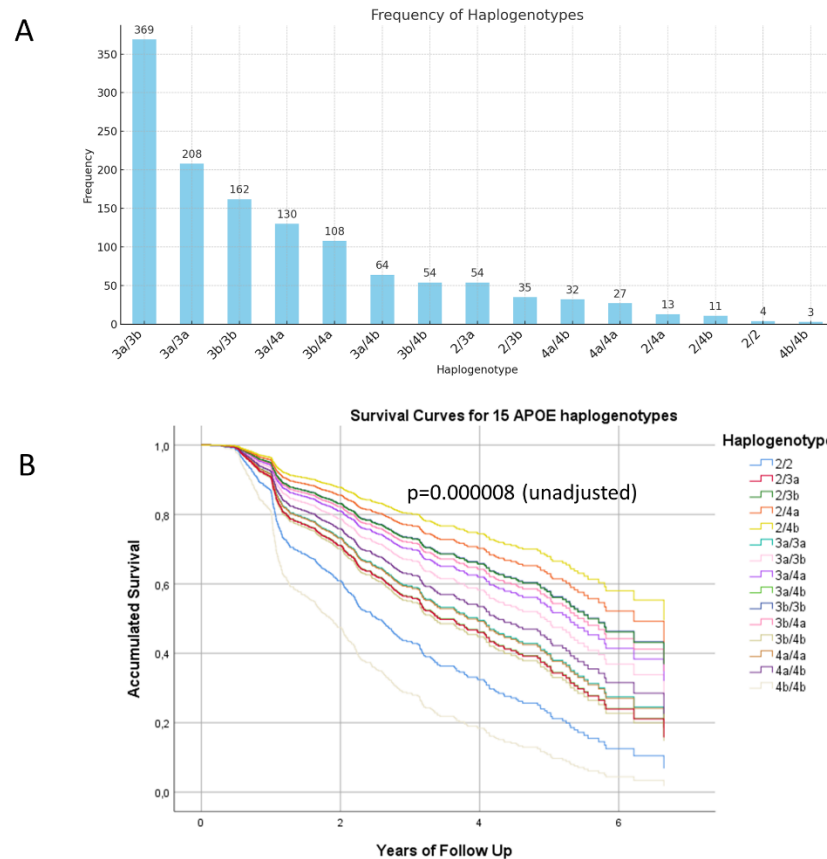 A
Frequency of Haplogenotypes
Frequency
350
300
250
200
150
100
50
0
369
208
162
130
108
64
54
54
35
32
27
13
11
4
3
3a/3b
3a/3a
3b/3b
3a/4a
3b/4a
3a/4b
3b/4b
2/3a
2/3b
4a/4b
4a/4a
2/4a
2/4b
2/2
4b/4b
Haplogenotype
B
Survival Curves for 15 APOE haplogenotypes
p=0.000008 (unadjusted)
Accumulated Survival
1,0
0,8
0,6
0,4
0,2
0,0
0
2
4
6
Years of Follow Up
Haplogenotype
2/2
2/3a
2/3b
2/4a
2/4b
3a/3a
3a/3b
3a/4a
3a/4b
3b/3b
3b/4a
3b/4b
4a/4a
4a/4b
4b/4b